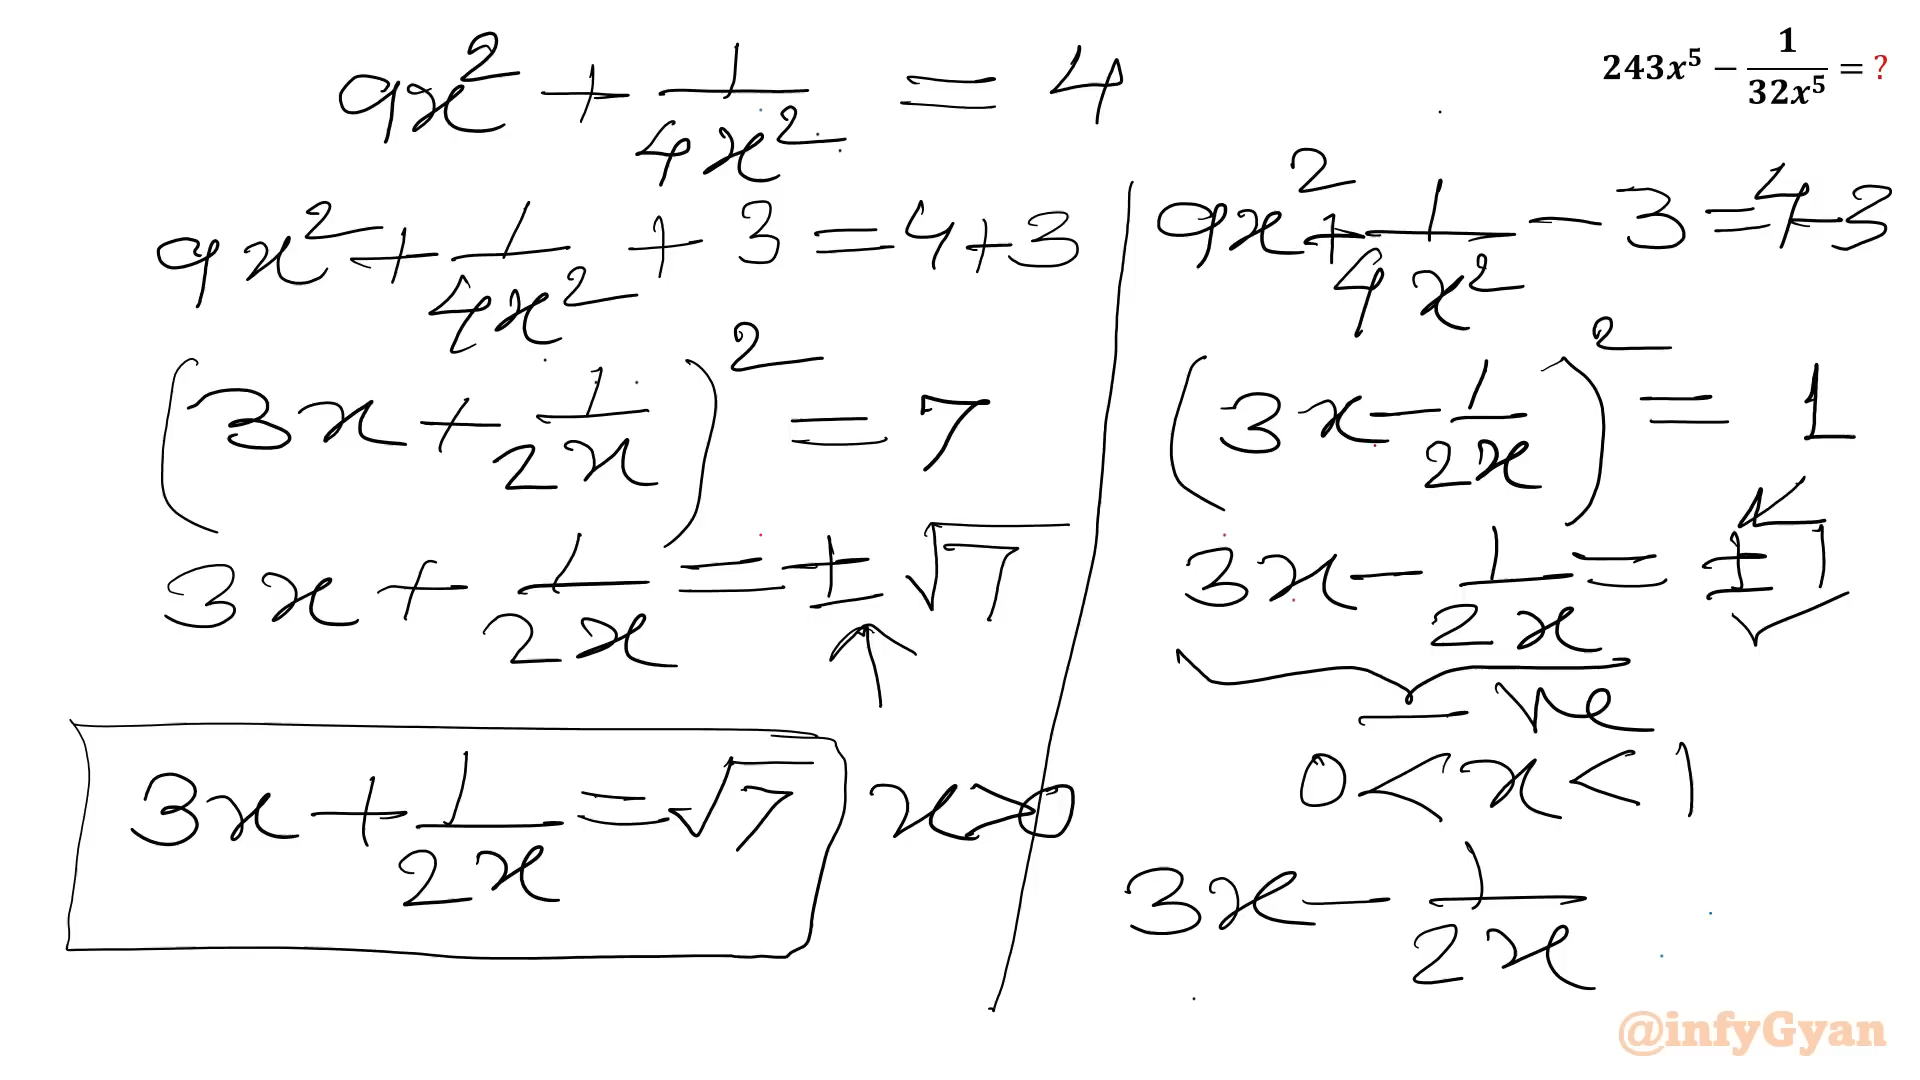 9x² + 1/4x² = 4
243x⁵ − 1/32x⁵ = ?
9x² + 1/4x² + 3 = 4+3
(3x + 1/2x)² = 7
3x + 1/2x = ± √7
3x + 1/2x = √7 x>0
9x² + 1/4x² − 3 = 4−3
(3x − 1/2x)² = 1
3x − 1/2x = ±1
− ve
0 < x < 1
3x − 1/2x
@infyGyan